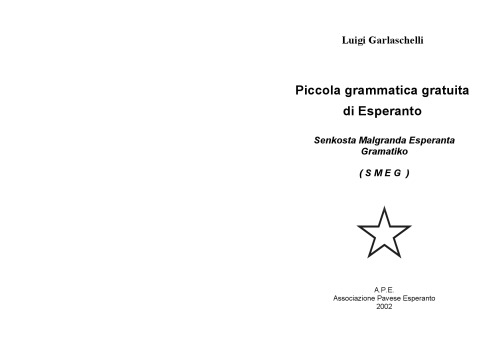 Luigi Garlaschelli
Piccola grammatica gratuita
di Esperanto
Senkosta Malgranda Esperanta
Gramatiko
( S M E G )
A.P.E.
Associazione Pavese Esperanto
2002